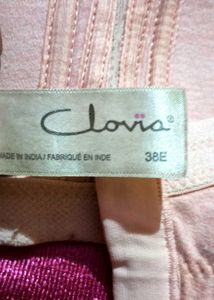 Clovia®
MADE IN INDIA / FABRIQUÉ EN INDE 38E